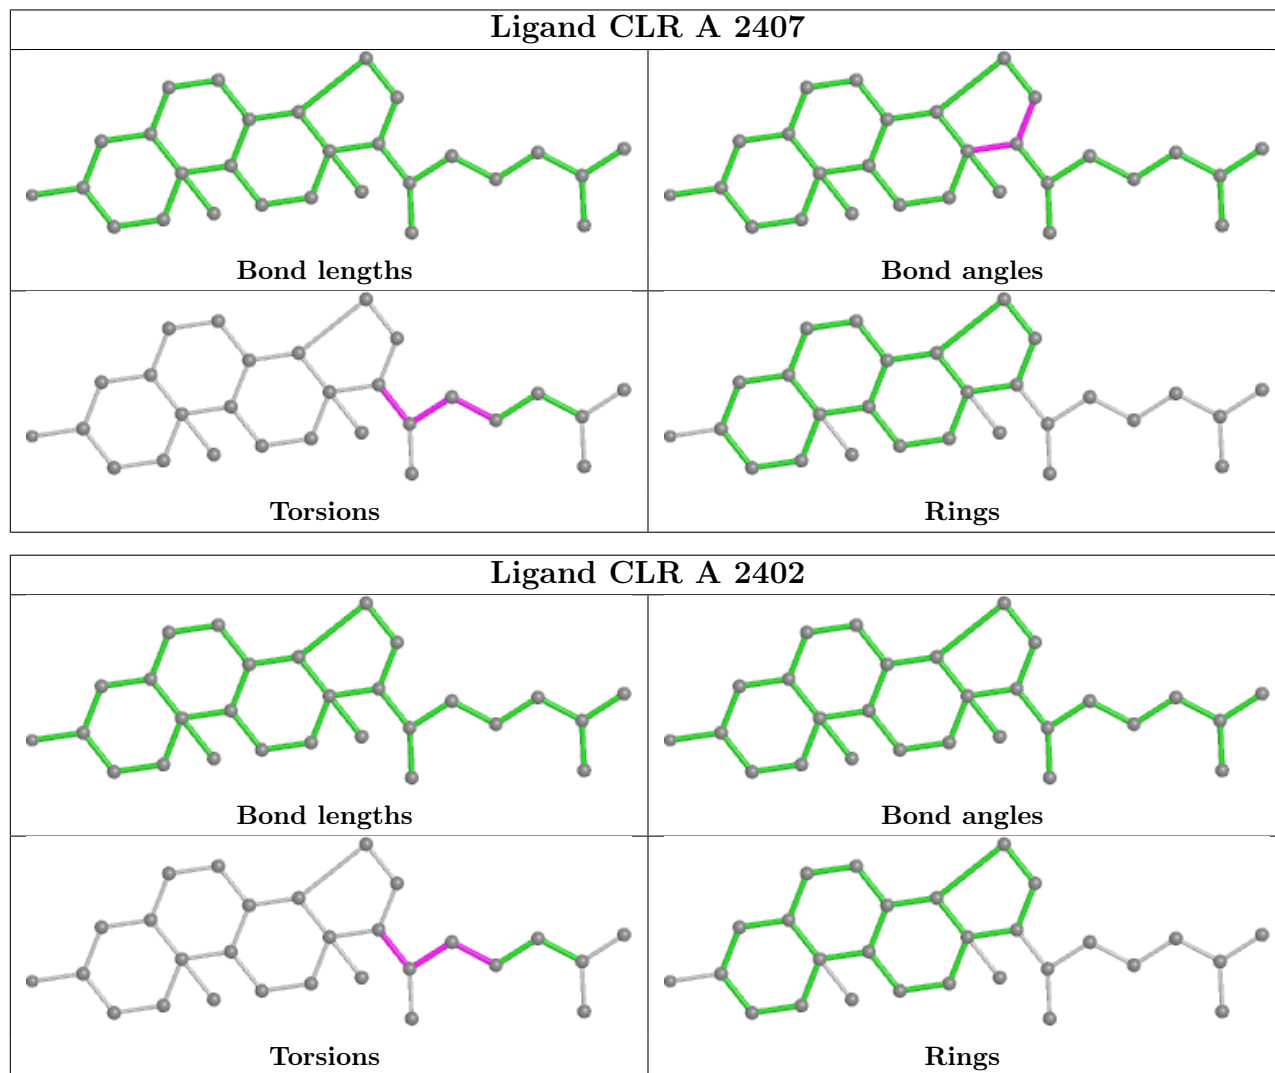 Ligand CLR A 2407
Bond lengths
Bond angles
Torsions
Rings
Ligand CLR A 2402
Bond lengths
Bond angles
Torsions
Rings